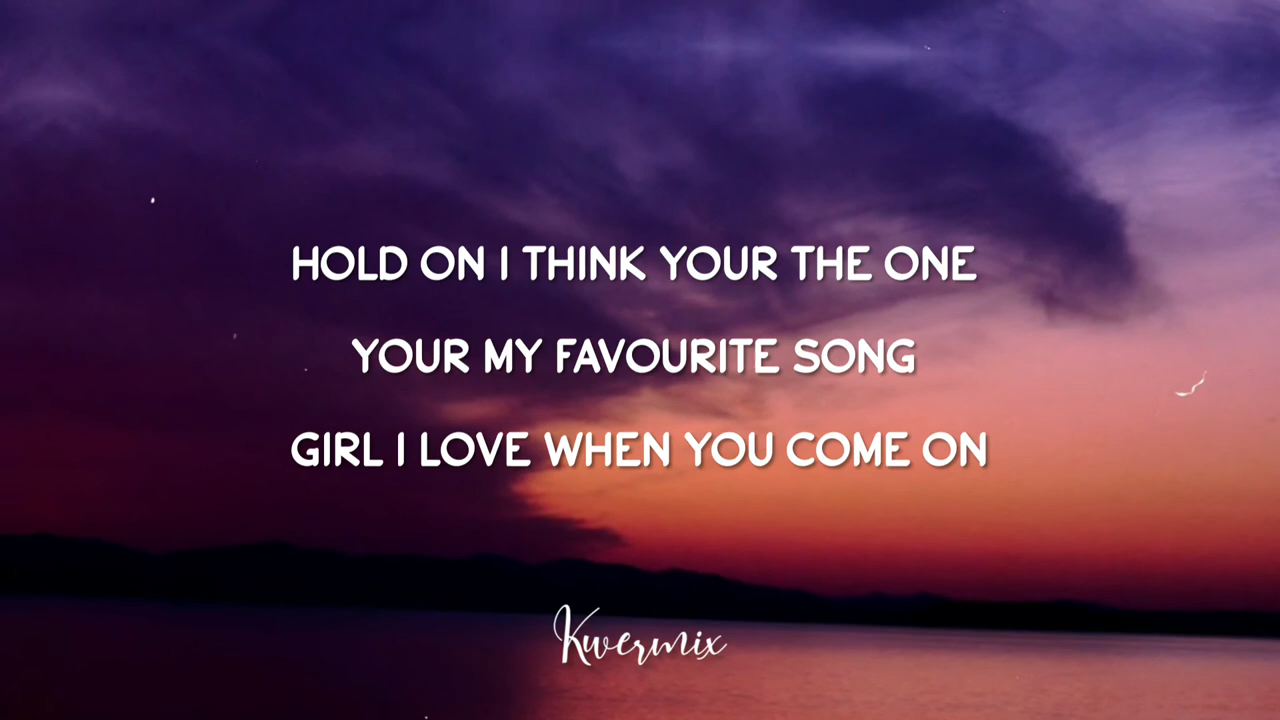 HOLD ON I THINK YOUR THE ONE
YOUR MY FAVOURITE SONG
GIRL I LOVE WHEN YOU COME ON
Kwermix